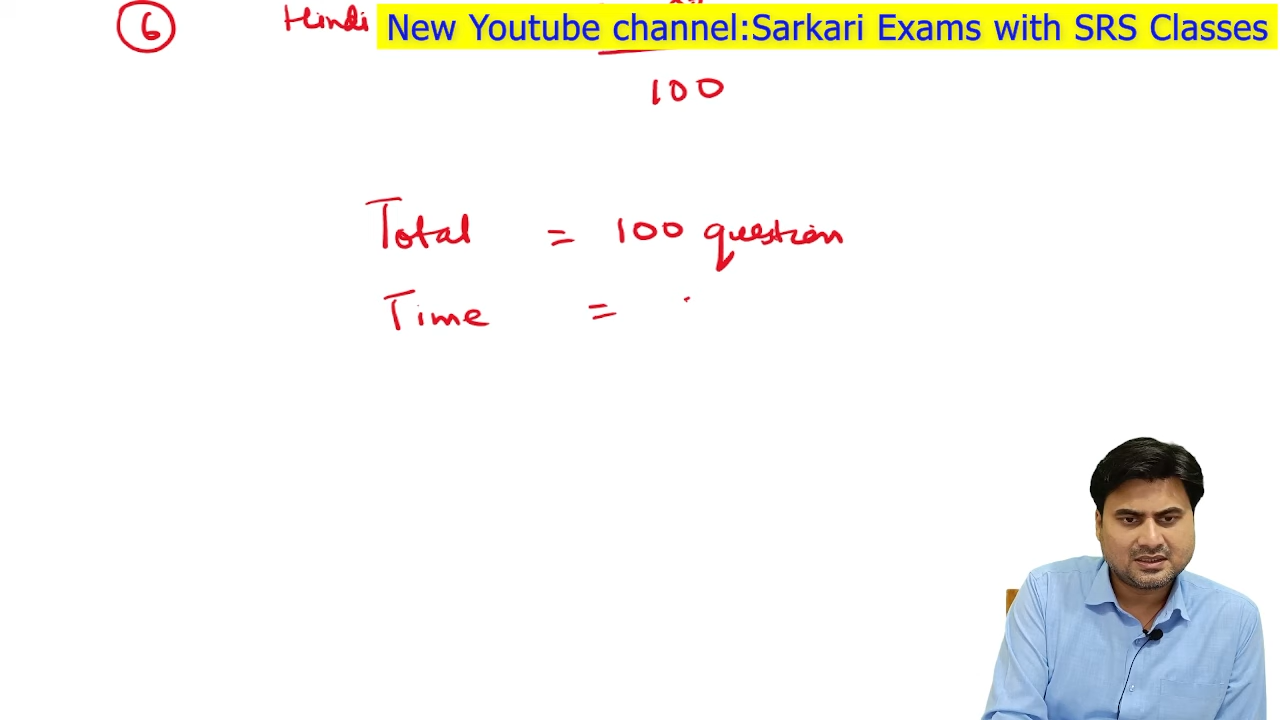 6 Hindi
New Youtube channel:Sarkari Exams with SRS Classes
100
Total = 100 question
Time =